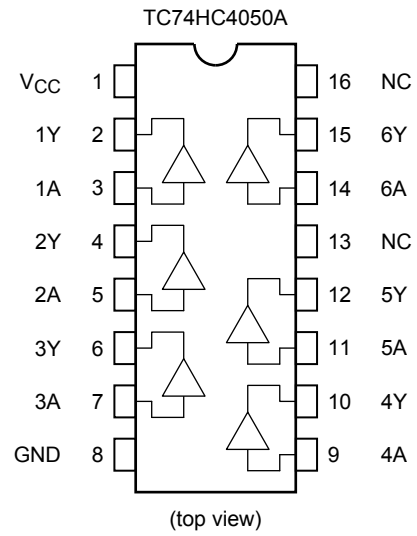 TC74HC4050A
VCC 1 16 NC
1Y 2 15 6Y
1A 3 14 6A
2Y 4 13 NC
2A 5 12 5Y
3Y 6 11 5A
3A 7 10 4Y
GND 8 9 4A
(top view)